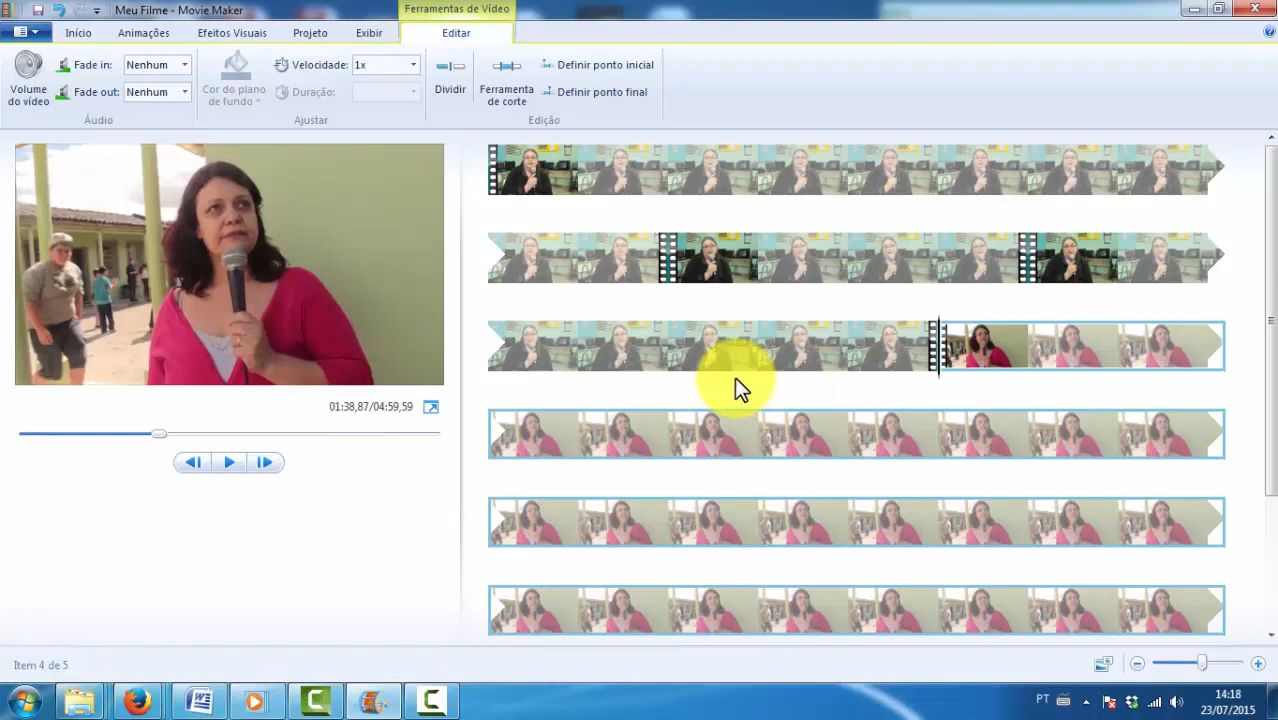 Meu Filme - Movie Maker
Ferramentas de Vídeo
Início
Animações
Efeitos Visuais
Projeto
Exibir
Editar
Volume do vídeo
Fade in: Nenhum
Fade out: Nenhum
Áudio
Cor do plano de fundo
Velocidade: 1x
Duração:
Ajustar
Dividir
Ferramenta de corte
Definir ponto inicial
Definir ponto final
Edição
01:38,87/04:59,59
Item 4 de 5
PT
14:18
23/07/2015